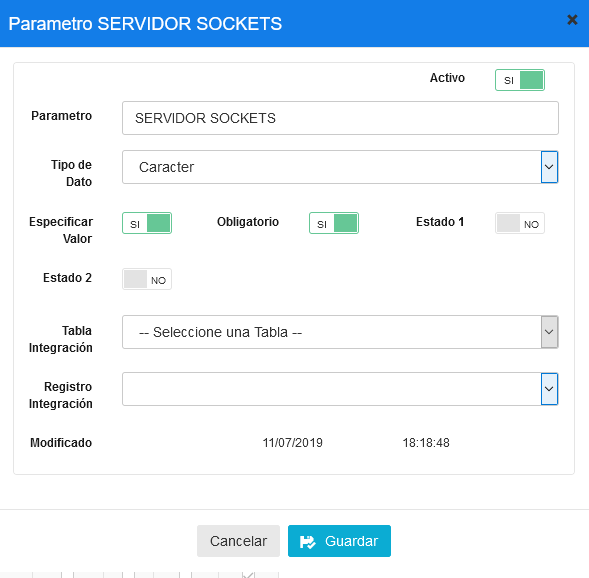 Parametro SERVIDOR SOCKETS
Activo SI
Parametro SERVIDOR SOCKETS
Tipo de
Dato Caracter
Especificar
Valor SI Obligatorio SI Estado 1 NO
Estado 2 NO
Tabla
Integración -- Seleccione una Tabla --
Registro
Integración
Modificado 11/07/2019 18:18:48
Cancelar Guardar